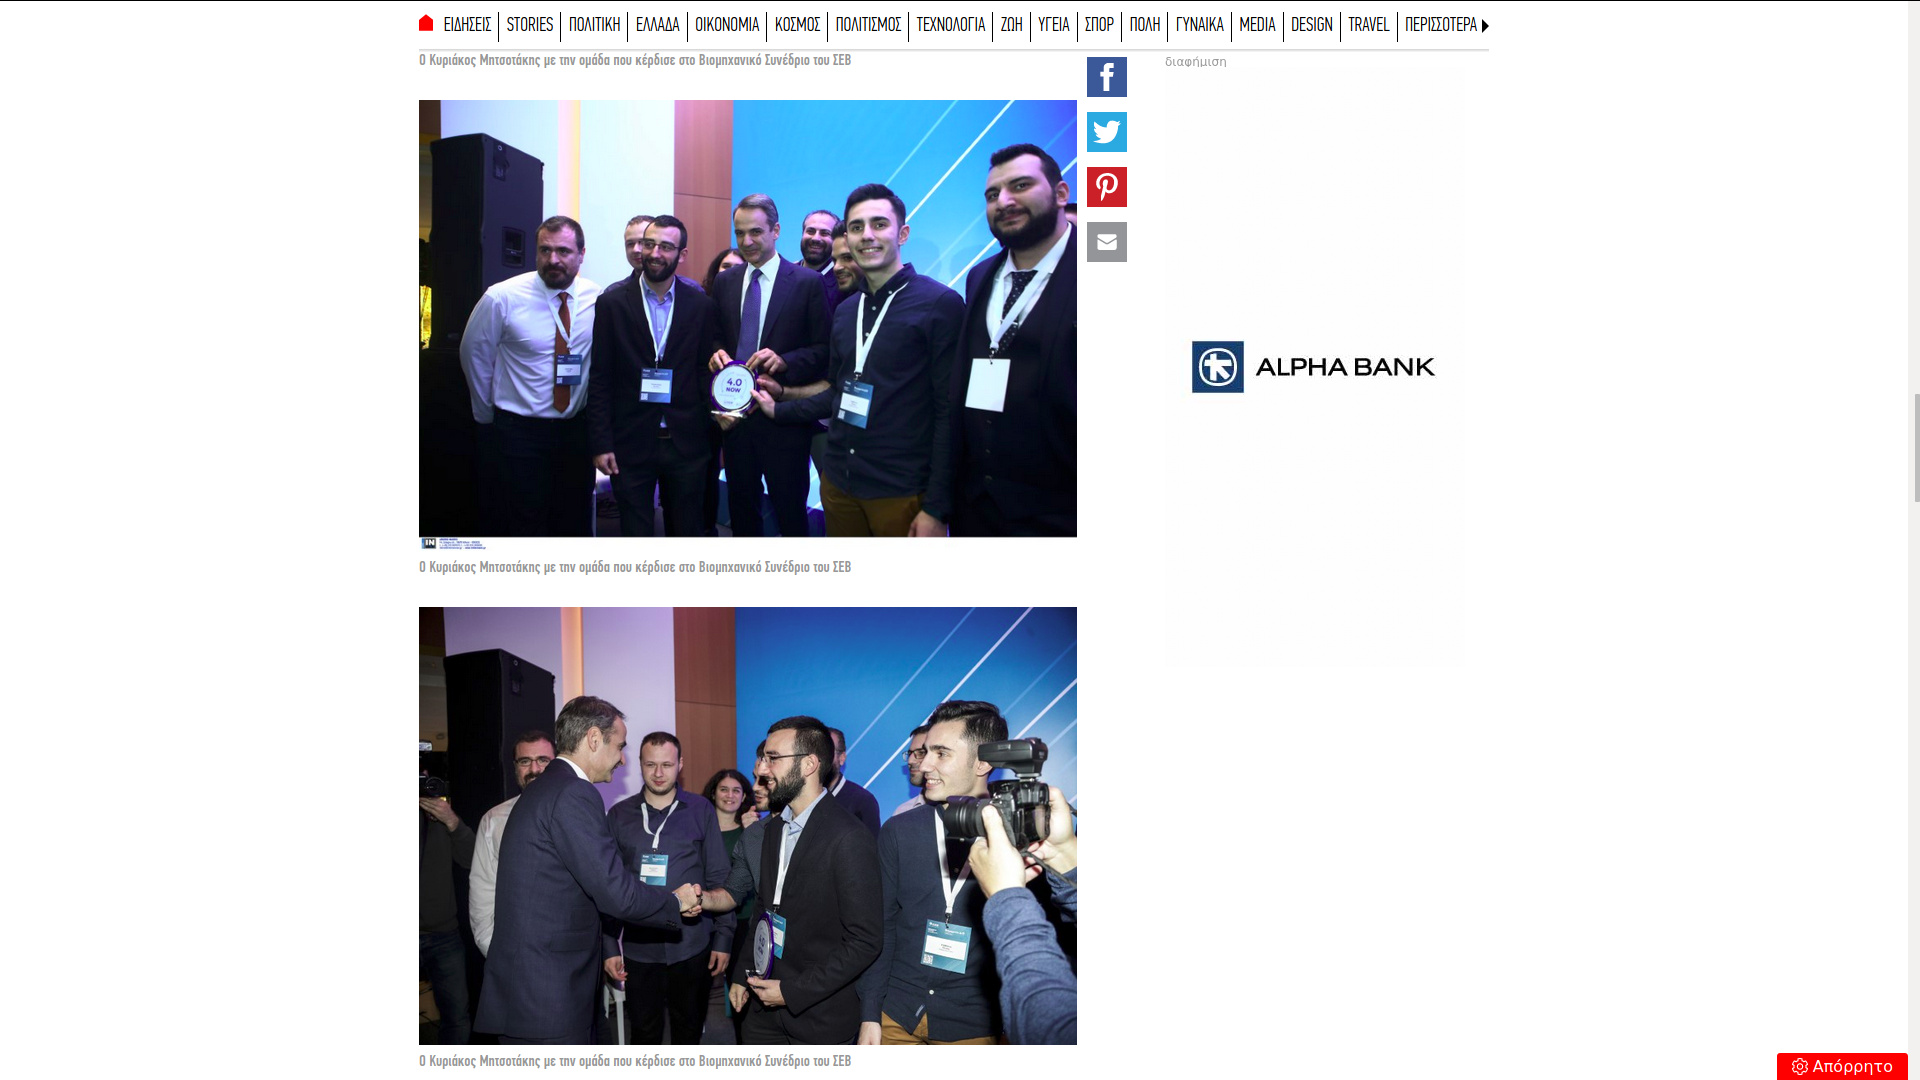 ΕΙΔΗΣΕΙΣ STORIES ΠΟΛΙΤΙΚΗ ΕΛΛΑΔΑ ΟΙΚΟΝΟΜΙΑ ΚΟΣΜΟΣ ΠΟΛΙΤΙΣΜΟΣ ΤΕΧΝΟΛΟΓΙΑ ΖΩΗ ΥΓΕΙΑ ΣΠΟΡ ΠΟΛΗ ΓΥΝΑΙΚΑ MEDIA DESIGN TRAVEL ΠΕΡΙΣΣΟΤΕΡΑ
Ο Κυριάκος Μητσοτάκης με την ομάδα που κέρδισε στο Βιομηχανικό Συνέδριο του ΣΕΒ
διαφήμιση
4.0
NOW
ALPHA BANK
IN
Ο Κυριάκος Μητσοτάκης με την ομάδα που κέρδισε στο Βιομηχανικό Συνέδριο του ΣΕΒ
4.0
Ο Κυριάκος Μητσοτάκης με την ομάδα που κέρδισε στο Βιομηχανικό Συνέδριο του ΣΕΒ
Απόρρητο